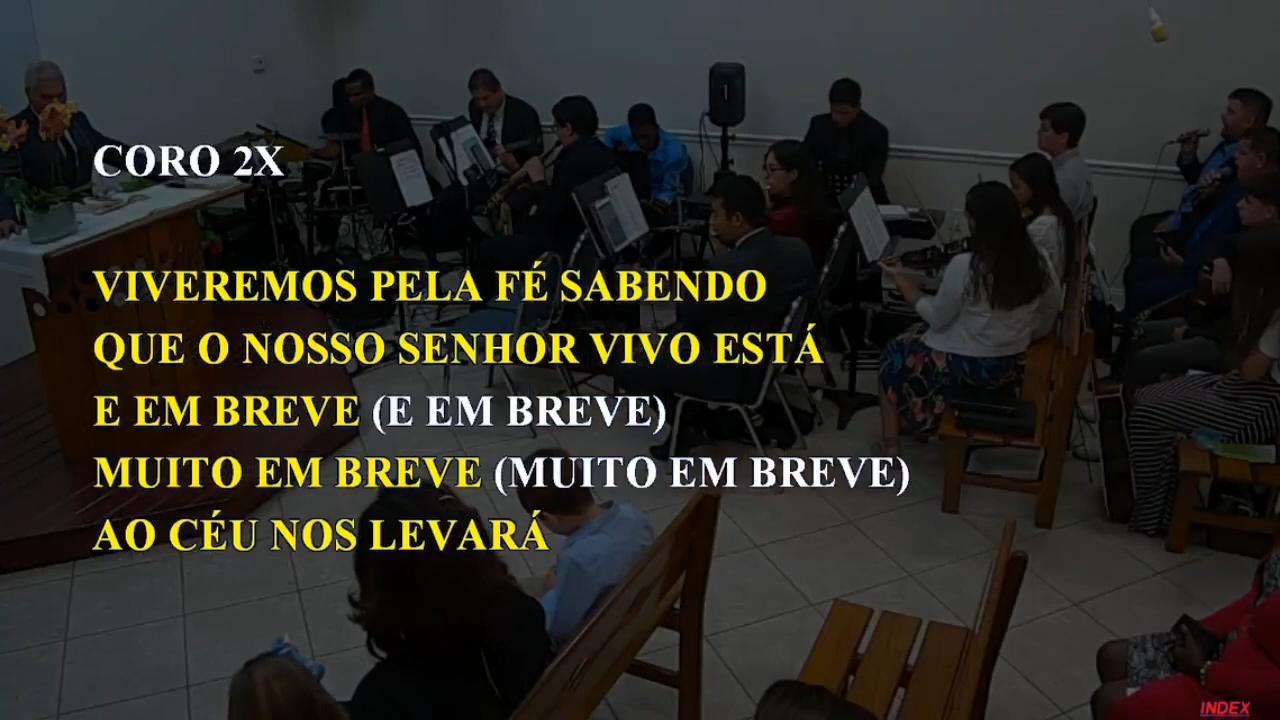 CORO 2X
VIVEREMOS PELA FÉ SABENDO
QUE O NOSSO SENHOR VIVO ESTÁ
E EM BREVE (E EM BREVE)
MUITO EM BREVE (MUITO EM BREVE)
AO CÉU NOS LEVARÁ
INDEX